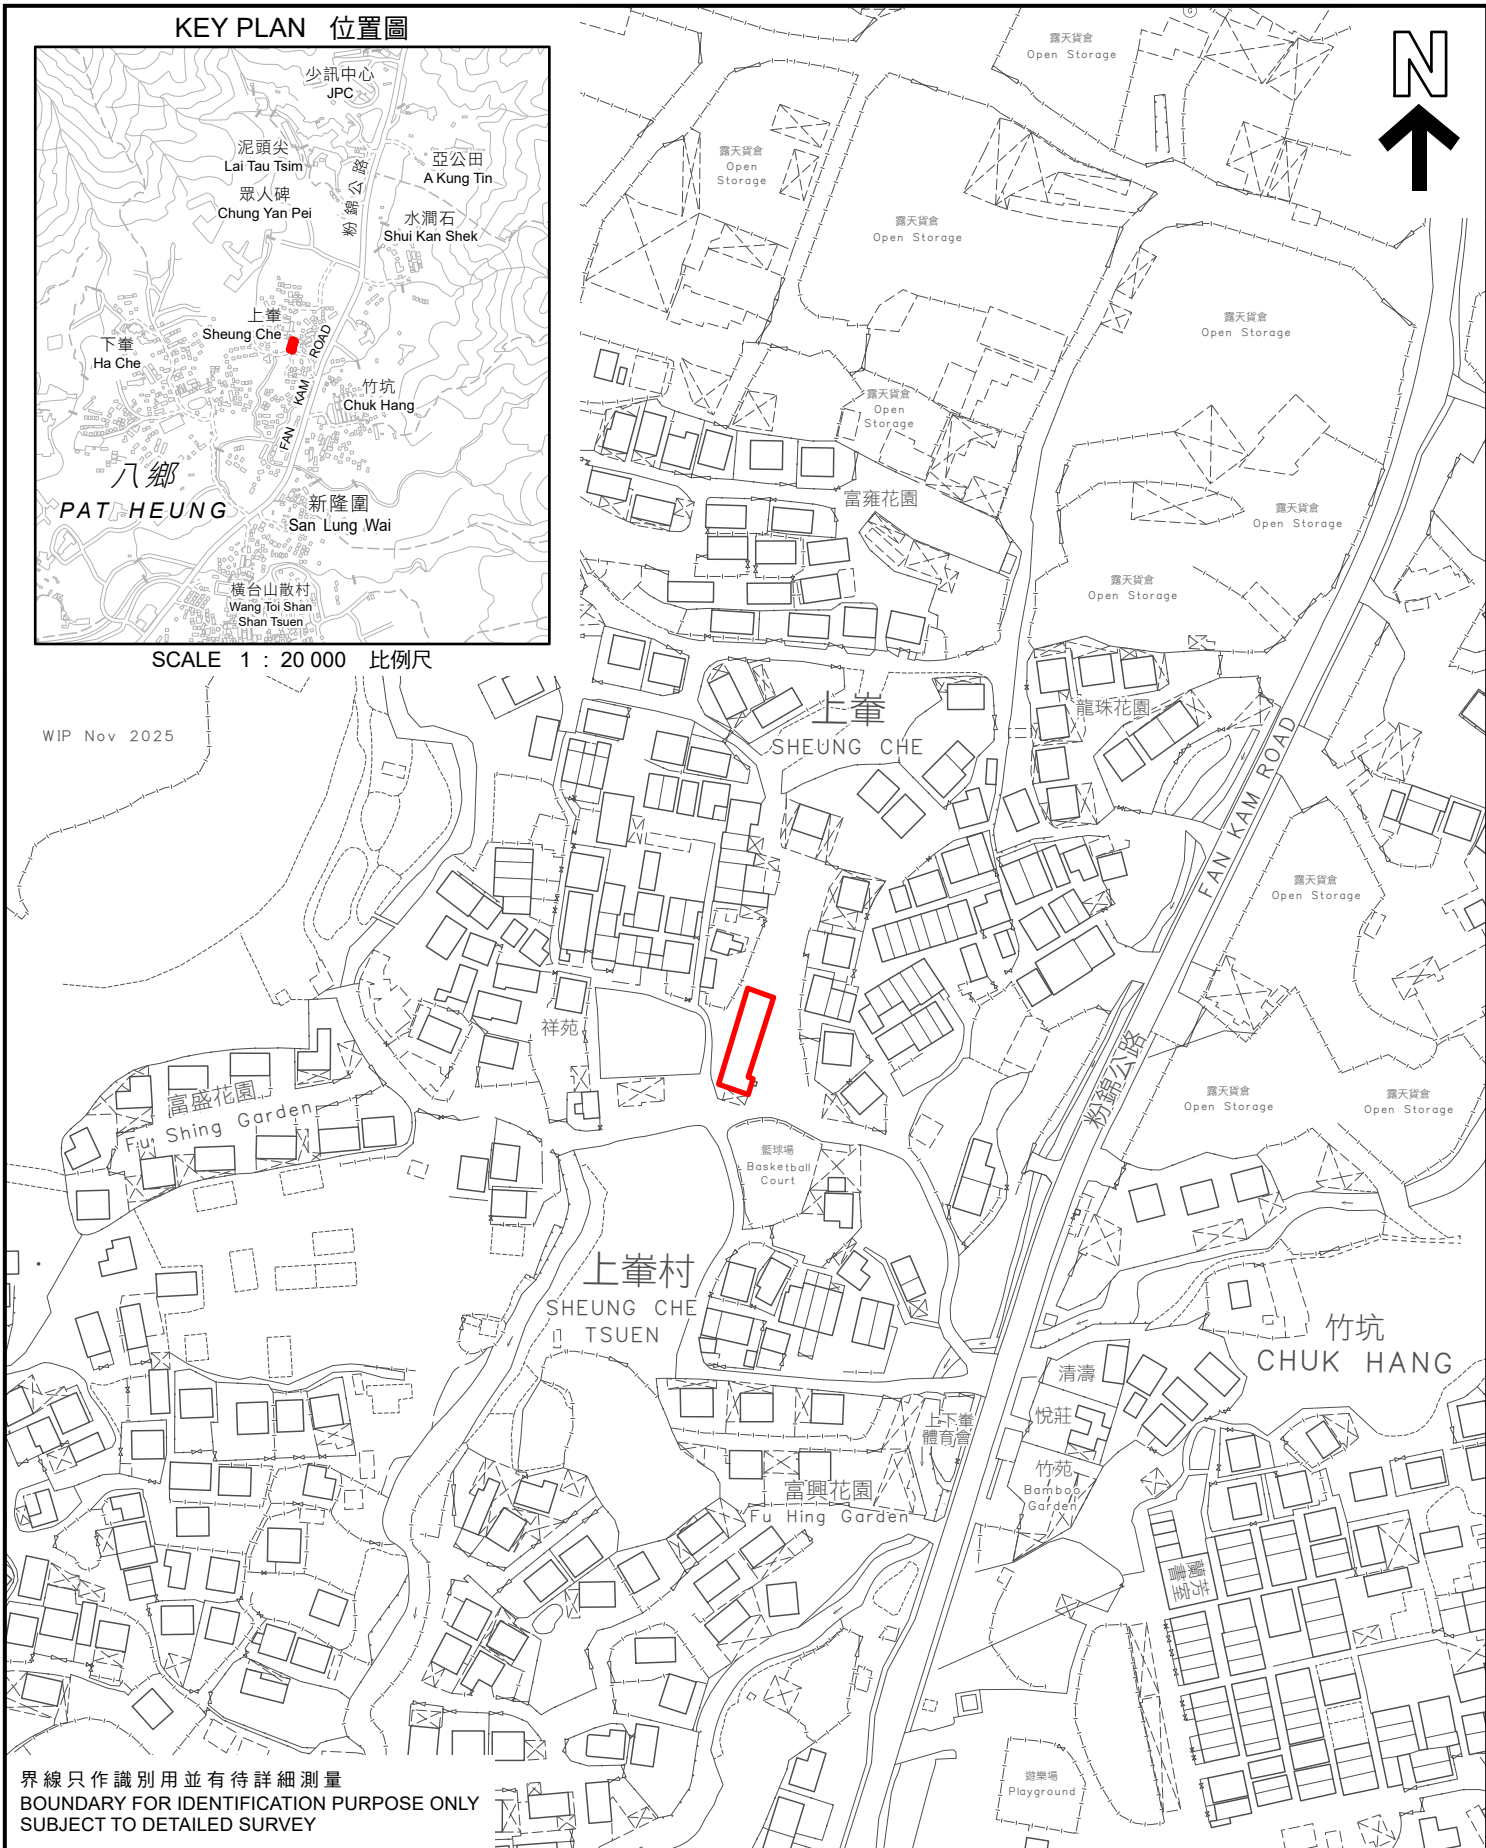 KEY PLAN 位置圖
少訊中心
JPC
泥頭尖
Lai Tau Tsim
亞公田
A Kung Tin
眾人碑
Chung Yan Pei
粉錦公路
水澗石
Shui Kan Shek
上輋
Sheung Che
下輋
Ha Che
FAN KAM ROAD
竹坑
Chuk Hang
八鄉
PAT HEUNG
新隆圍
San Lung Wai
橫台山散村
Wang Toi Shan
Shan Tsuen
SCALE 1 : 20 000 比例尺
N
G
露天貨倉
Open Storage
露天貨倉
Open
Storage
露天貨倉
Open Storage
露天貨倉
Open Storage
露天貨倉
Open
Storage
富雍花園
露天貨倉
Open Storage
露天貨倉
Open Storage
WIP Nov 2025
上輋
SHEUNG CHE
龍珠花園
FAN KAM ROAD
露天貨倉
Open Storage
祥苑
粉錦公路
富盛花園
Fu Shing Garden
露天貨倉
Open Storage
露天貨倉
Open Storage
籃球場
Basketball
Court
上輋村
SHEUNG CHE
TSUEN
竹坑
CHUK HANG
清濤
悅莊
上下輋
體育會
竹苑
Bamboo
Garden
富興花園
Fu Hing Garden
蘭芳
書室
遊樂場
Playground
界線只作識別用並有待詳細測量
BOUNDARY FOR IDENTIFICATION PURPOSE ONLY
SUBJECT TO DETAILED SURVEY